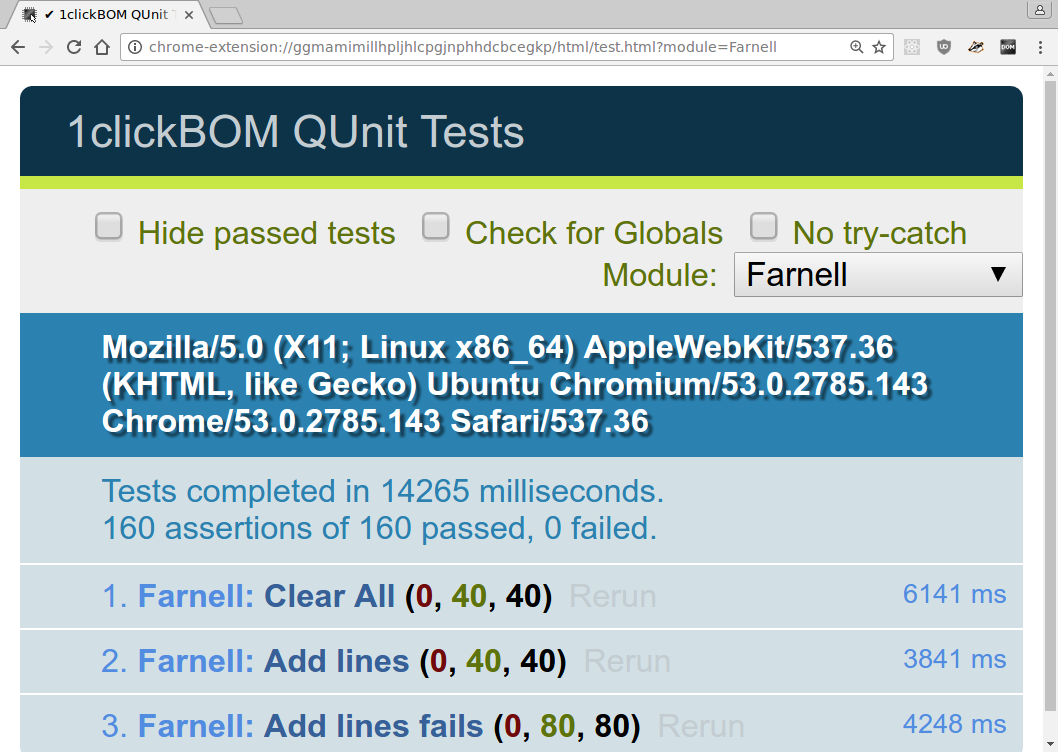 ✔ 1clickBOM QUnit T
chrome-extension://ggmamimillhpljhlcpgjnphhdcbcegkp/html/test.html?module=Farnell
1clickBOM QUnit Tests
Hide passed tests Check for Globals No try-catch
Module: Farnell ▼
Mozilla/5.0 (X11; Linux x86_64) AppleWebKit/537.36
(KHTML, like Gecko) Ubuntu Chromium/53.0.2785.143
Chrome/53.0.2785.143 Safari/537.36
Tests completed in 14265 milliseconds.
160 assertions of 160 passed, 0 failed.
1. Farnell: Clear All (0, 40, 40) Rerun 6141 ms
2. Farnell: Add lines (0, 40, 40) Rerun 3841 ms
3. Farnell: Add lines fails (0, 80, 80) Rerun 4248 ms